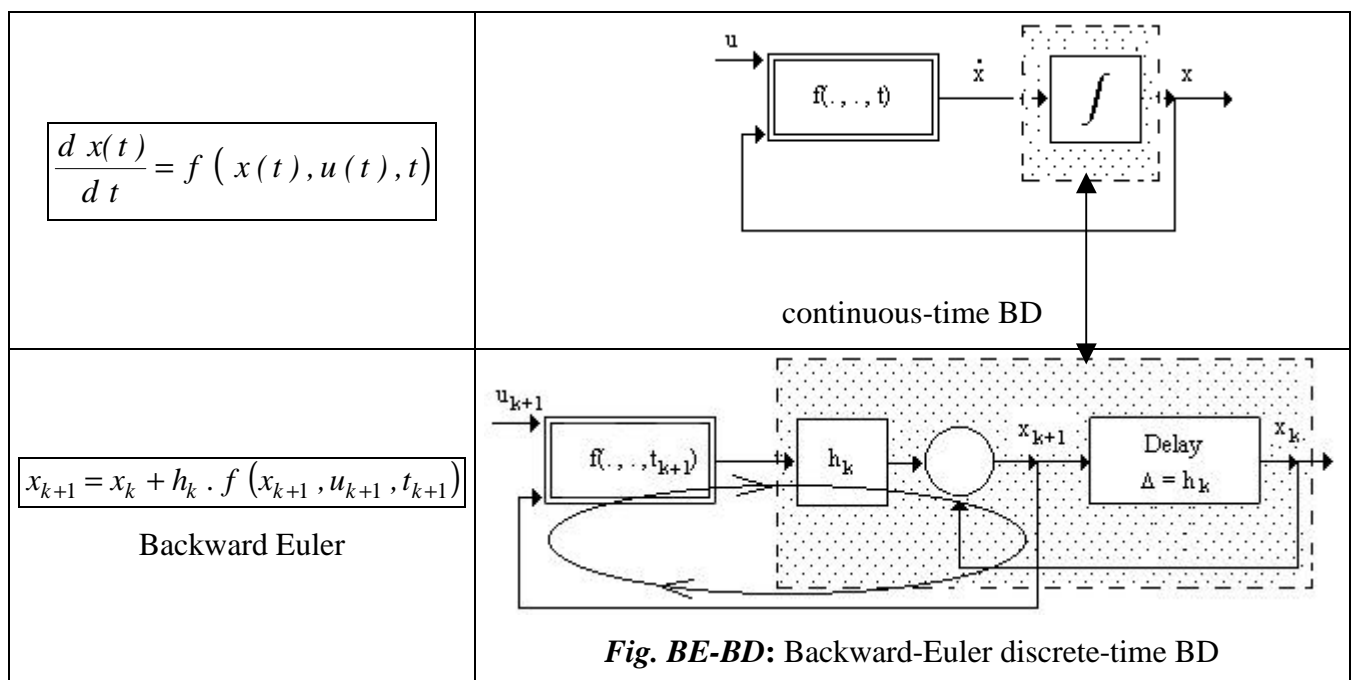 d x(t)
d t
= f ( x(t), u(t), t)
u
f(. , . , t)
ẋ
∫
x
continuous-time BD
x_{k+1} = x_k + h_k . f (x_{k+1}, u_{k+1}, t_{k+1})
Backward Euler
u_{k+1}
f(. , . ,t_{k+1})
h_k
x_{k+1}
Delay
Δ = h_k
x_k
Fig. BE-BD: Backward-Euler discrete-time BD